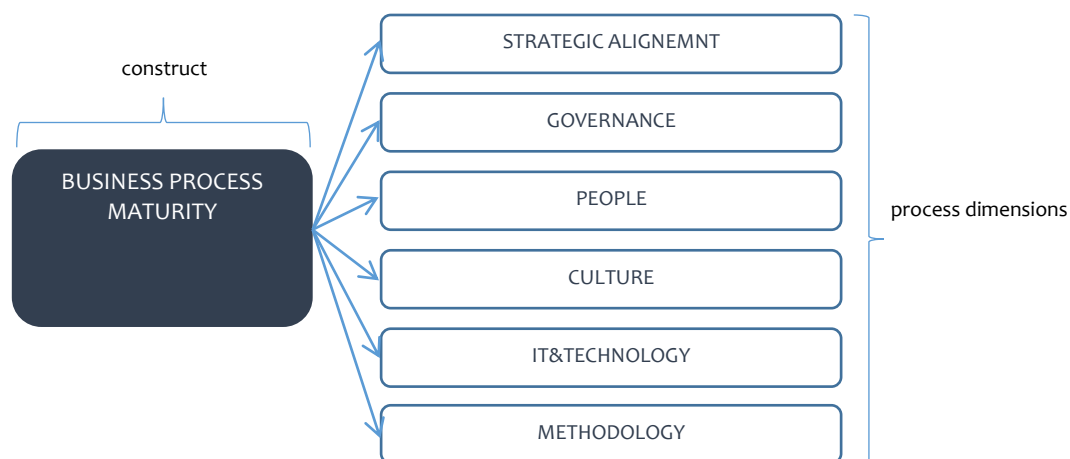 construct
BUSINESS PROCESS
MATURITY
STRATEGIC ALIGNEMNT
GOVERNANCE
PEOPLE
CULTURE
IT&TECHNOLOGY
METHODOLOGY
process dimensions